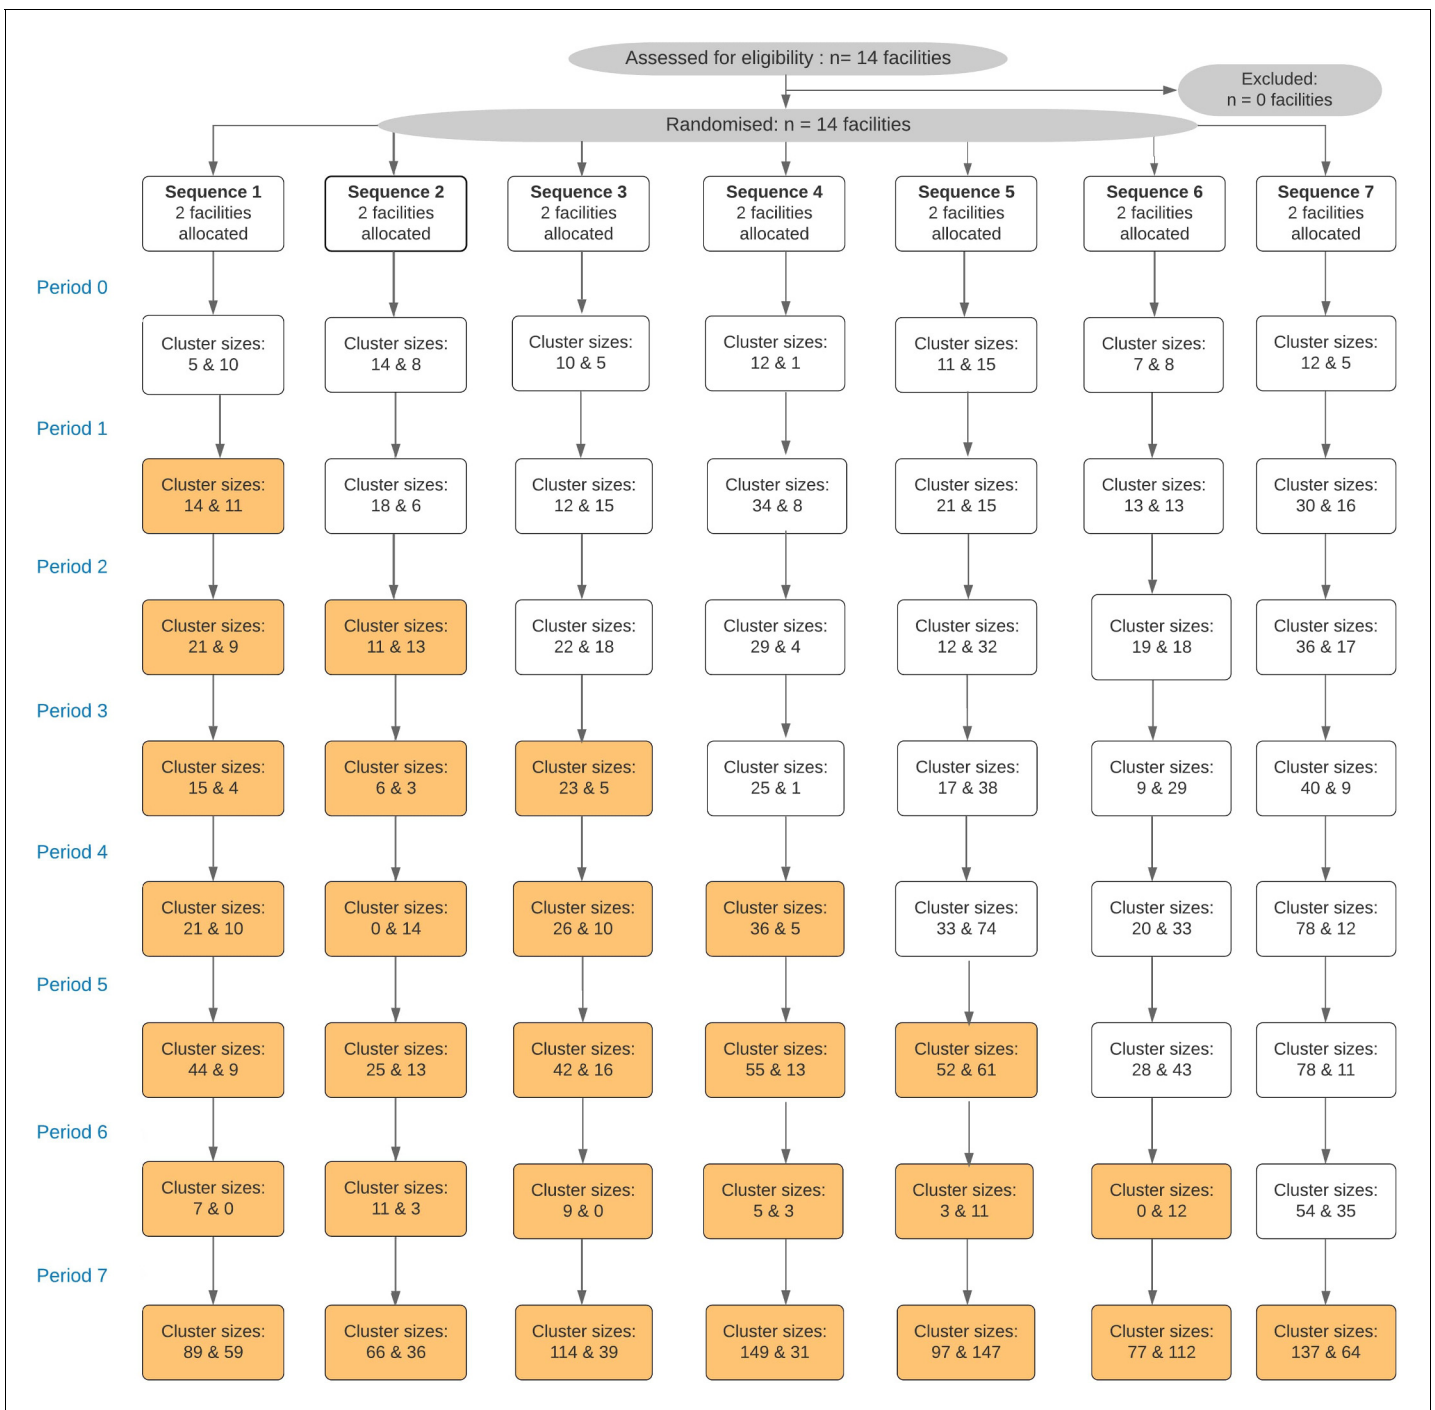 Assessed for eligibility : n= 14 facilities
Excluded:
n = 0 facilities
Randomised: n = 14 facilities
Sequence 1
2 facilities
allocated
Sequence 2
2 facilities
allocated
Sequence 3
2 facilities
allocated
Sequence 4
2 facilities
allocated
Sequence 5
2 facilities
allocated
Sequence 6
2 facilities
allocated
Sequence 7
2 facilities
allocated
Period 0
Cluster sizes:
5 & 10
Cluster sizes:
14 & 8
Cluster sizes:
10 & 5
Cluster sizes:
12 & 1
Cluster sizes:
11 & 15
Cluster sizes:
7 & 8
Cluster sizes:
12 & 5
Period 1
Cluster sizes:
14 & 11
Cluster sizes:
18 & 6
Cluster sizes:
12 & 15
Cluster sizes:
34 & 8
Cluster sizes:
21 & 15
Cluster sizes:
13 & 13
Cluster sizes:
30 & 16
Period 2
Cluster sizes:
21 & 9
Cluster sizes:
11 & 13
Cluster sizes:
22 & 18
Cluster sizes:
29 & 4
Cluster sizes:
12 & 32
Cluster sizes:
19 & 18
Cluster sizes:
36 & 17
Period 3
Cluster sizes:
15 & 4
Cluster sizes:
6 & 3
Cluster sizes:
23 & 5
Cluster sizes:
25 & 1
Cluster sizes:
17 & 38
Cluster sizes:
9 & 29
Cluster sizes:
40 & 9
Period 4
Cluster sizes:
21 & 10
Cluster sizes:
0 & 14
Cluster sizes:
26 & 10
Cluster sizes:
36 & 5
Cluster sizes:
33 & 74
Cluster sizes:
20 & 33
Cluster sizes:
78 & 12
Period 5
Cluster sizes:
44 & 9
Cluster sizes:
25 & 13
Cluster sizes:
42 & 16
Cluster sizes:
55 & 13
Cluster sizes:
52 & 61
Cluster sizes:
28 & 43
Cluster sizes:
78 & 11
Period 6
Cluster sizes:
7 & 0
Cluster sizes:
11 & 3
Cluster sizes:
9 & 0
Cluster sizes:
5 & 3
Cluster sizes:
3 & 11
Cluster sizes:
0 & 12
Cluster sizes:
54 & 35
Period 7
Cluster sizes:
89 & 59
Cluster sizes:
66 & 36
Cluster sizes:
114 & 39
Cluster sizes:
149 & 31
Cluster sizes:
97 & 147
Cluster sizes:
77 & 112
Cluster sizes:
137 & 64